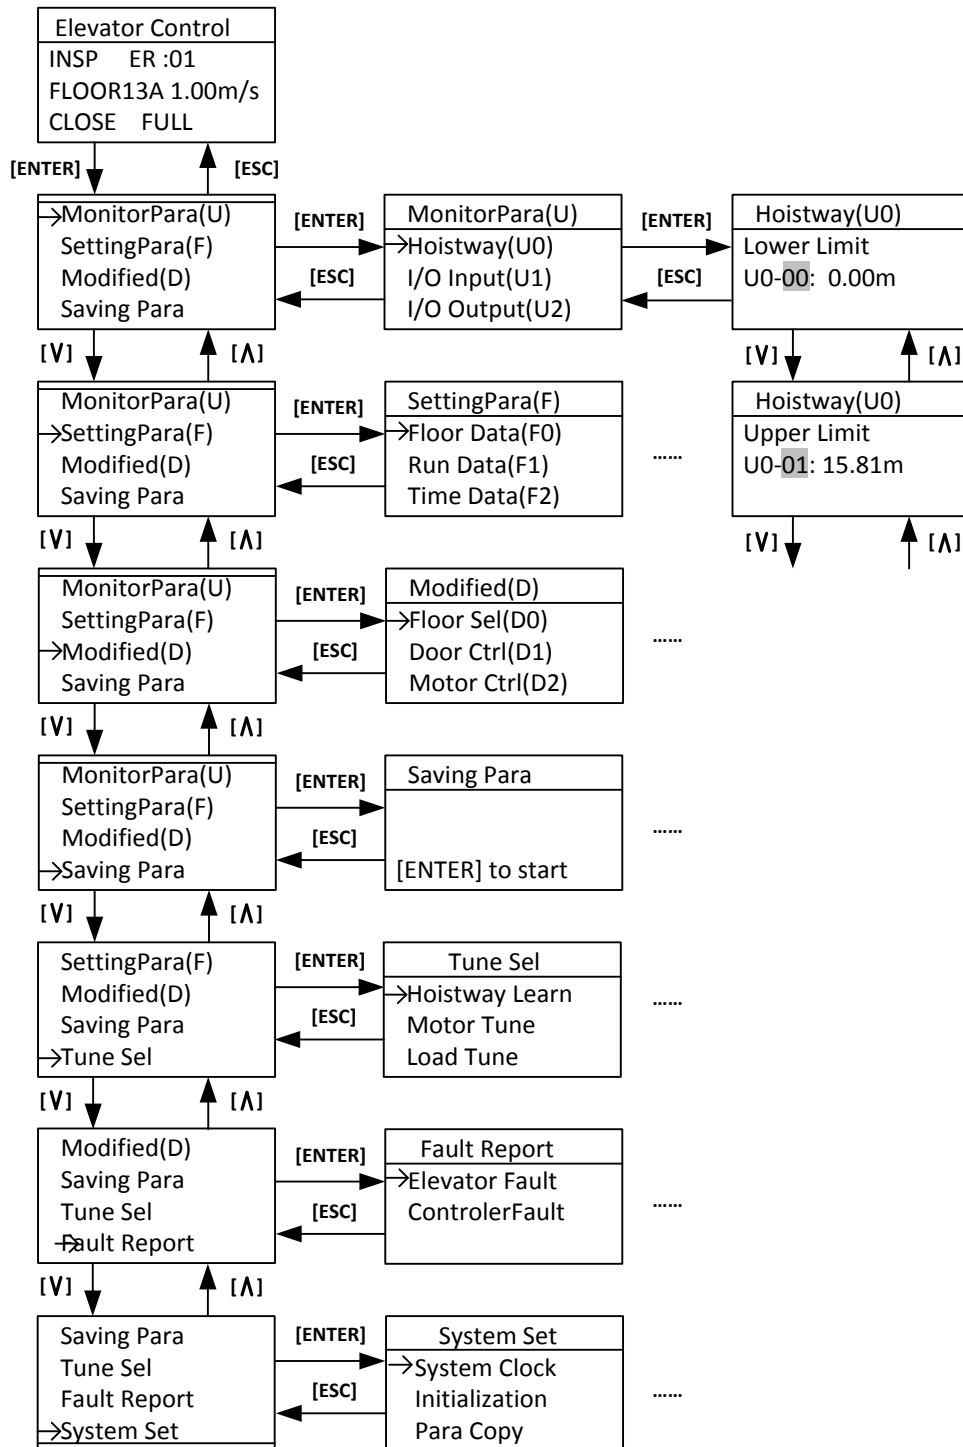 Elevator Control
INSP ER :01
FLOOR13A 1.00m/s
CLOSE FULL
[ENTER] [ESC]
→MonitorPara(U)
SettingPara(F)
Modified(D)
Saving Para
[ENTER]
[ESC]
MonitorPara(U)
→Hoistway(U0)
I/O Input(U1)
I/O Output(U2)
[ENTER]
[ESC]
Hoistway(U0)
Lower Limit
U0-00: 0.00m
[V] [Λ]
[V] [Λ]
MonitorPara(U)
→SettingPara(F)
Modified(D)
Saving Para
[ENTER]
[ESC]
SettingPara(F)
→Floor Data(F0)
Run Data(F1)
Time Data(F2)
......
Hoistway(U0)
Upper Limit
U0-01: 15.81m
[V] [Λ]
[V] [Λ]
MonitorPara(U)
SettingPara(F)
→Modified(D)
Saving Para
[ENTER]
[ESC]
Modified(D)
→Floor Sel(D0)
Door Ctrl(D1)
Motor Ctrl(D2)
......
[V] [Λ]
MonitorPara(U)
SettingPara(F)
Modified(D)
→Saving Para
[ENTER]
[ESC]
Saving Para
[ENTER] to start
......
[V] [Λ]
SettingPara(F)
Modified(D)
Saving Para
→Tune Sel
[ENTER]
[ESC]
Tune Sel
→Hoistway Learn
Motor Tune
Load Tune
......
[V] [Λ]
Modified(D)
Saving Para
Tune Sel
→Fault Report
[ENTER]
[ESC]
Fault Report
→Elevator Fault
ControlerFault
......
[V] [Λ]
Saving Para
Tune Sel
Fault Report
→System Set
[ENTER]
[ESC]
System Set
→System Clock
Initialization
Para Copy
......